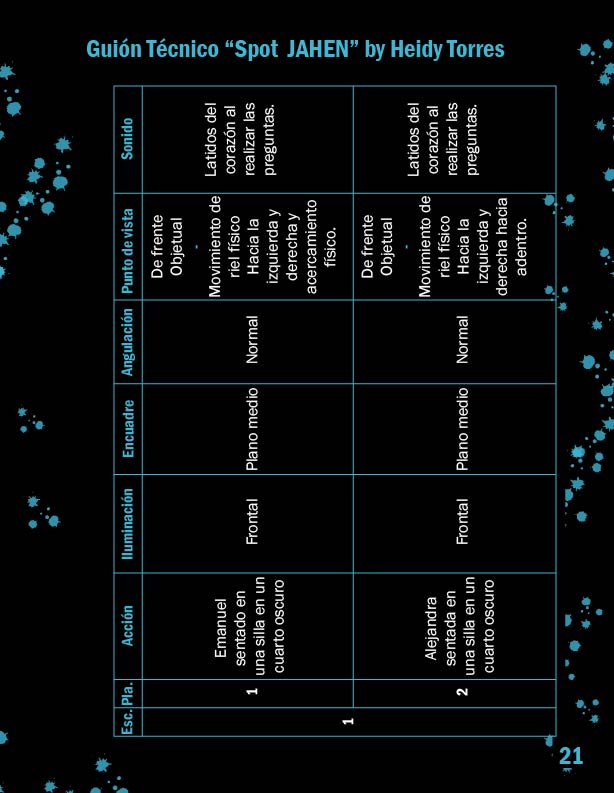 Guión Técnico “Spot JAHEN” by Heidy Torres
Esc.
Pla.
Acción
Iluminación
Encuadre
Angulación
Punto de vista
Sonido
1
1
Emanuel
sentado en
una silla en un
cuarto oscuro
Frontal
Plano medio
Normal
De frente
Objetual
-
Movimiento de
riel físico
Hacia la
izquierda y
derecha y
acercamiento
físico.
Latidos del
corazón al
realizar las
preguntas.
2
Alejandra
sentada en
una silla en un
cuarto oscuro
Frontal
Plano medio
Normal
De frente
Objetual
-
Movimiento de
riel físico
Hacia la
izquierda y
derecha hacia
adentro.
Latidos del
corazón al
realizar las
preguntas.
21